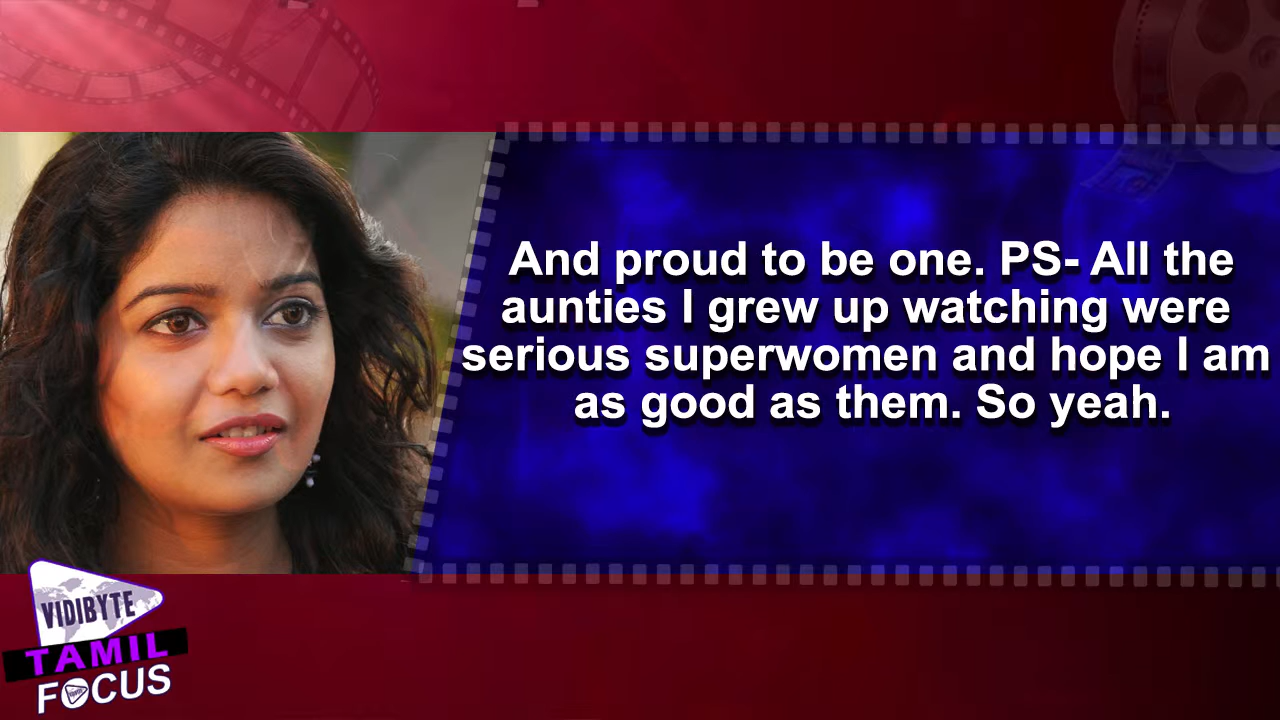 And proud to be one. PS- All the
aunties I grew up watching were
serious superwomen and hope I am
as good as them. So yeah.
VIDIBYTE
TAMIL
FOCUS